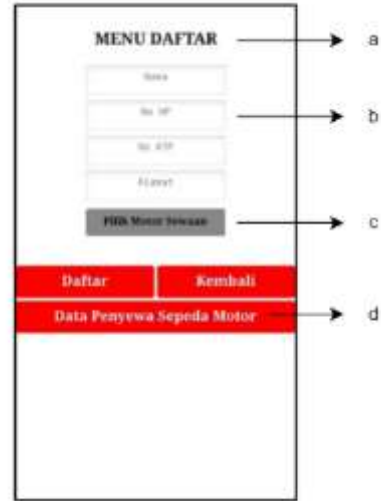 MENU DAFTAR
a
Nama
No HP
b
No KTP
Alamat
Pilih Motor Sewaan
c
Daftar
Kembali
Data Penyewa Sepeda Motor
d